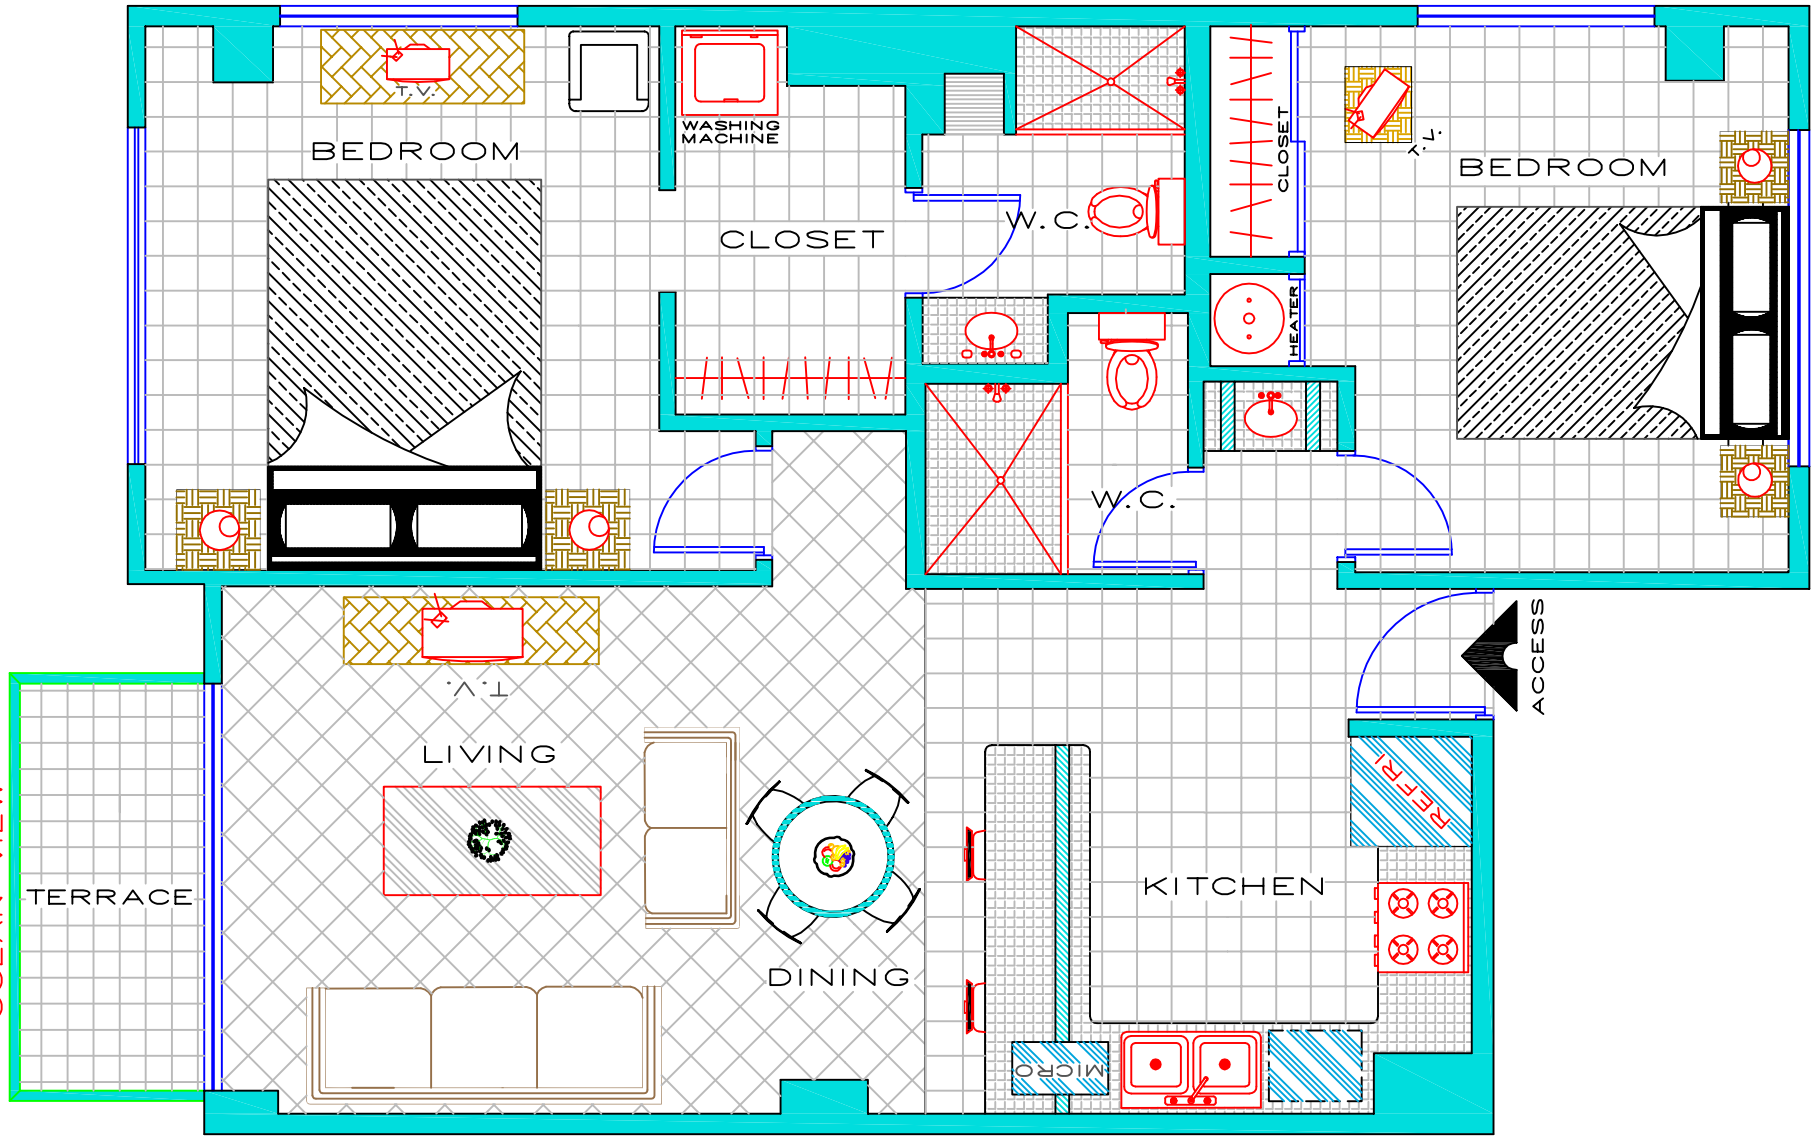 T.V.
WASHING
MACHINE
BEDROOM
CLOSET
T.V.
BEDROOM
W.C.
CLOSET
HEATER
W.C.
ACCESS
T.V.
LIVING
REFRI
KITCHEN
TERRACE
DINING
MICRO